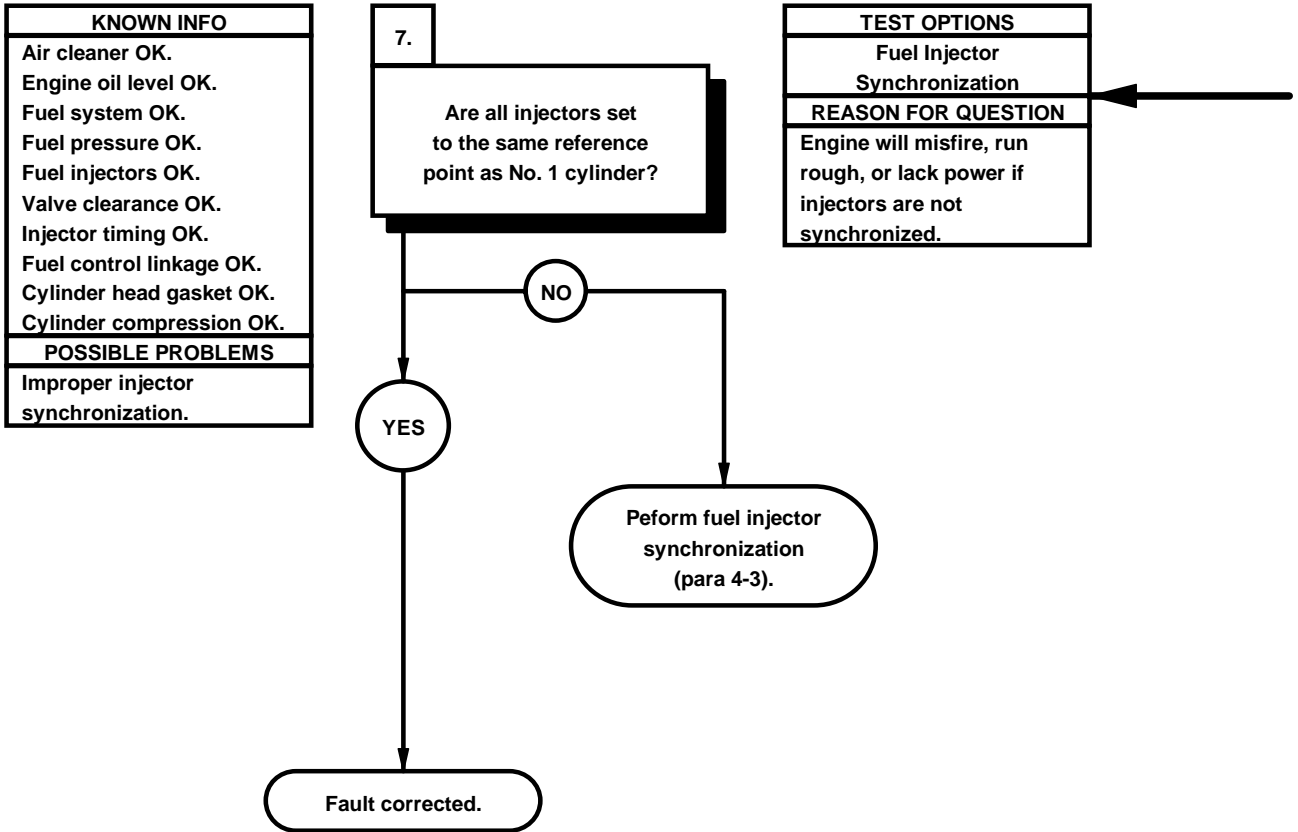 KNOWN INFO
Air cleaner OK.
Engine oil level OK.
Fuel system OK.
Fuel pressure OK.
Fuel injectors OK.
Valve clearance OK.
Injector timing OK.
Fuel control linkage OK.
Cylinder head gasket OK.
Cylinder compression OK.
POSSIBLE PROBLEMS
Improper injector
synchronization.
7.
Are all injectors set
to the same reference
point as No. 1 cylinder?
TEST OPTIONS
Fuel Injector
Synchronization
REASON FOR QUESTION
Engine will misfire, run
rough, or lack power if
injectors are not
synchronized.
NO
YES
Peform fuel injector
synchronization
(para 4-3).
Fault corrected.